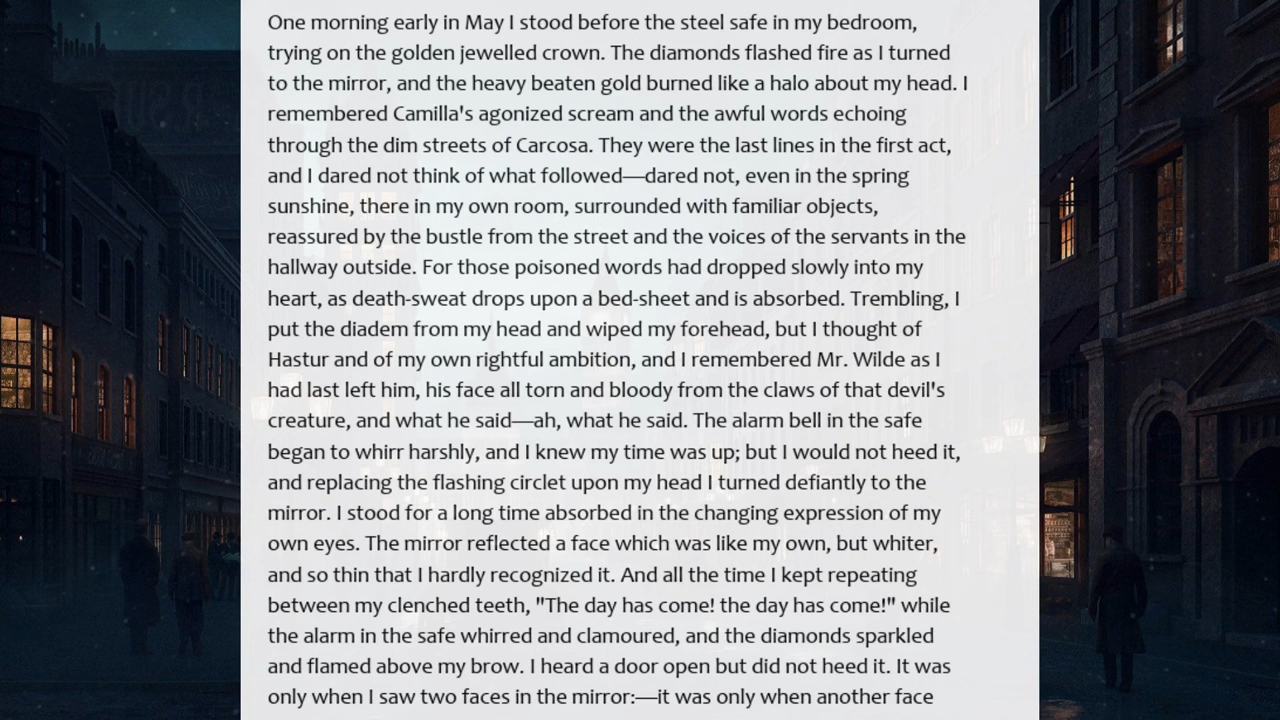 One morning early in May I stood before the steel safe in my bedroom,
trying on the golden jewelled crown. The diamonds flashed fire as I turned
to the mirror, and the heavy beaten gold burned like a halo about my head. I
remembered Camilla's agonized scream and the awful words echoing
through the dim streets of Carcosa. They were the last lines in the first act,
and I dared not think of what followed—dared not, even in the spring
sunshine, there in my own room, surrounded with familiar objects,
reassured by the bustle from the street and the voices of the servants in the
hallway outside. For those poisoned words had dropped slowly into my
heart, as death-sweat drops upon a bed-sheet and is absorbed. Trembling, I
put the diadem from my head and wiped my forehead, but I thought of
Hastur and of my own rightful ambition, and I remembered Mr. Wilde as I
had last left him, his face all torn and bloody from the claws of that devil's
creature, and what he said—ah, what he said. The alarm bell in the safe
began to whirr harshly, and I knew my time was up; but I would not heed it,
and replacing the flashing circlet upon my head I turned defiantly to the
mirror. I stood for a long time absorbed in the changing expression of my
own eyes. The mirror reflected a face which was like my own, but whiter,
and so thin that I hardly recognized it. And all the time I kept repeating
between my clenched teeth, "The day has come! the day has come!" while
the alarm in the safe whirred and clamoured, and the diamonds sparkled
and flamed above my brow. I heard a door open but did not heed it. It was
only when I saw two faces in the mirror:—it was only when another face